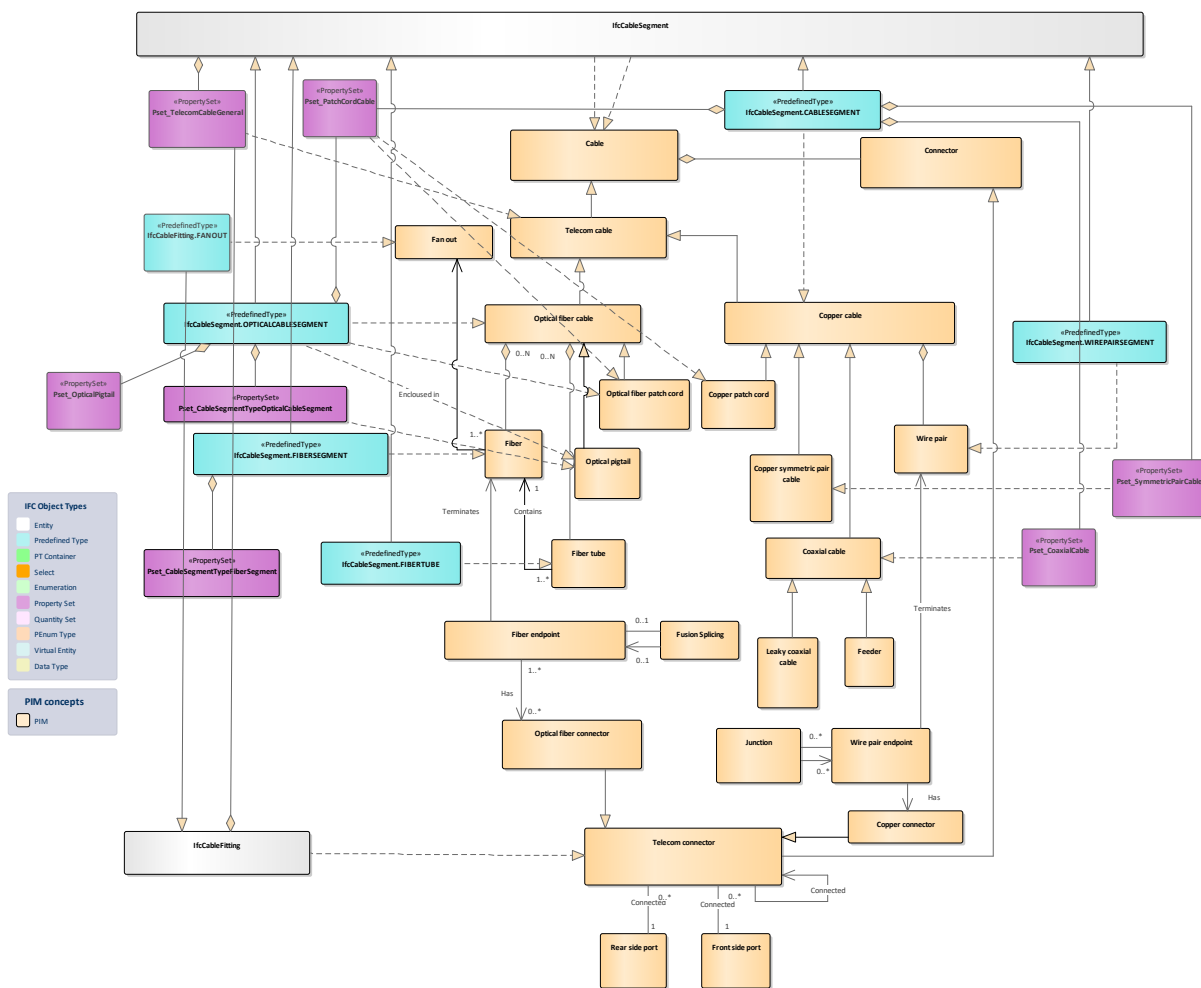 IfcCableSegment
«PropertySet»
Pset_TelecomCableGeneral
«PropertySet»
Pset_PatchCordCable
«PredefinedType»
IfcCableSegment.CABLESEGMENT
Cable
Connector
«PredefinedType»
IfcCableFitting.FANOUT
Fan out
Telecom cable
«PredefinedType»
IfcCableSegment.OPTICALCABLESEGMENT
Optical fiber cable
Copper cable
«PredefinedType»
IfcCableSegment.WIREPAIRSEGMENT
0..N
0..N
«PropertySet»
Pset_OpticalPigtail
«PropertySet»
Pset_CableSegmentTypeOpticalCableSegment
Enclosed in
Optical fiber patch cord
Copper patch cord
«PredefinedType»
IfcCableSegment.FIBERSEGMENT
1..*
Fiber
Optical pigtail
Wire pair
Copper symmetric pair
cable
«PropertySet»
Pset_SymmetricPairCable
1
Terminates
Contains
IFC Object Types
Entity
Predefined Type
PT Container
Select
Enumeration
Property Set
Quantity Set
PEnum Type
Virtual Entity
Data Type
«PropertySet»
Pset_CableSegmentTypeFiberSegment
«PredefinedType»
IfcCableSegment.FIBERTUBE
Fiber tube
1..*
Coaxial cable
«PropertySet»
Pset_CoaxialCable
Terminates
Fiber endpoint
0..1
0..1
Fusion Splicing
Leaky coaxial
cable
Feeder
1..*
Has
0..*
PIM concepts
PIM
Optical fiber connector
Junction
0..*
0..*
Wire pair endpoint
Has
Copper connector
IfcCableFitting
Telecom connector
0..*
Connected
0..*
Connected
Connected
1
1
Rear side port
Front side port